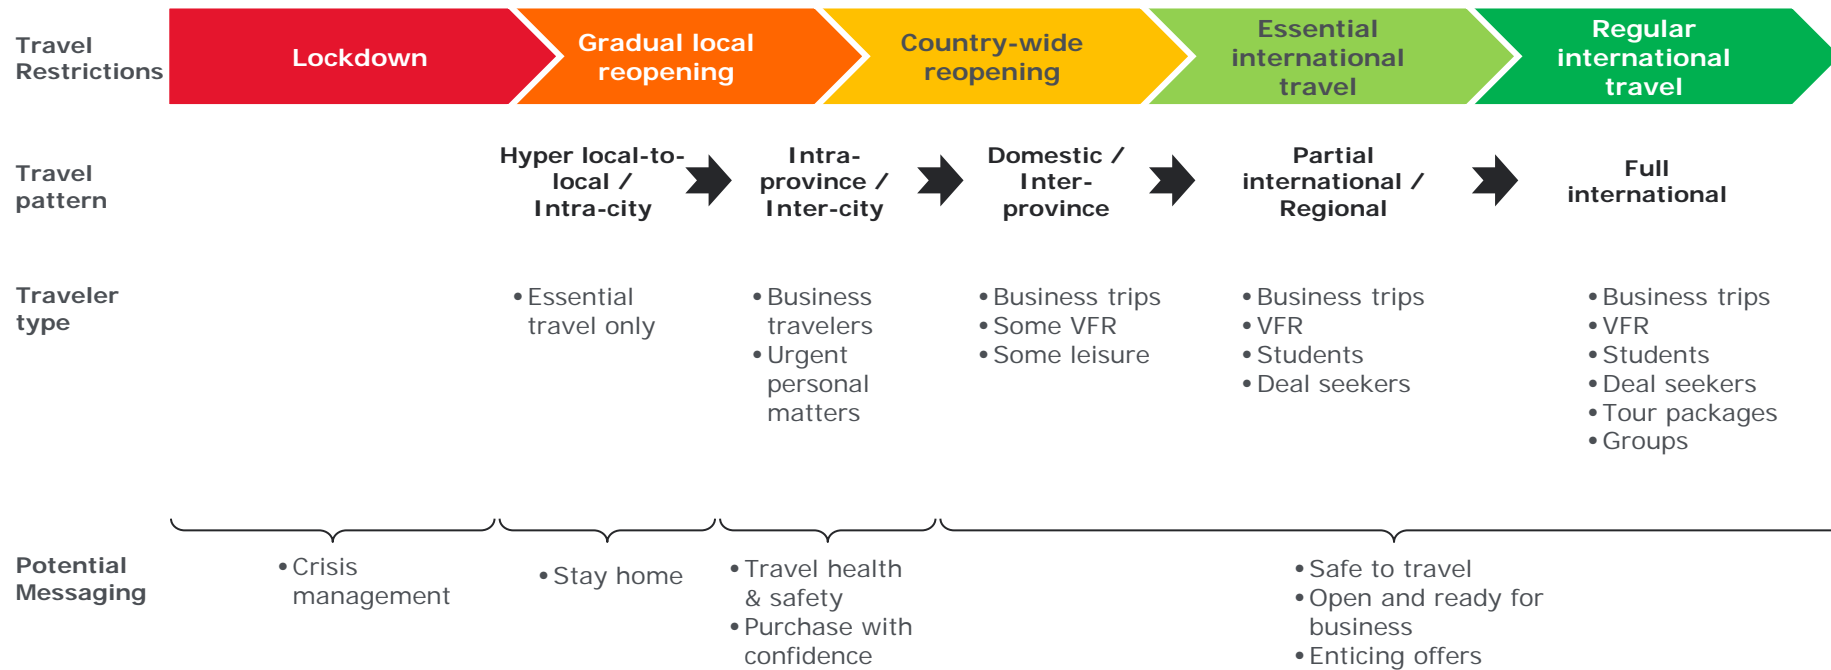 Travel
Restrictions
Lockdown
Gradual local
reopening
Country-wide
reopening
Essential
international
travel
Regular
international
travel
Travel
pattern
Hyper local-to-
local /
Intra-city
Intra-
province /
Inter-city
Domestic /
Inter-
province
Partial
international /
Regional
Full
international
Traveler
type
• Essential
travel only
• Business
travelers
• Urgent
personal
matters
• Business trips
• Some VFR
• Some leisure
• Business trips
• VFR
• Students
• Deal seekers
• Business trips
• VFR
• Students
• Deal seekers
• Tour packages
• Groups
Potential
Messaging
• Crisis
management
• Stay home
• Travel health
& safety
• Purchase with
confidence
• Safe to travel
• Open and ready for
business
• Enticing offers